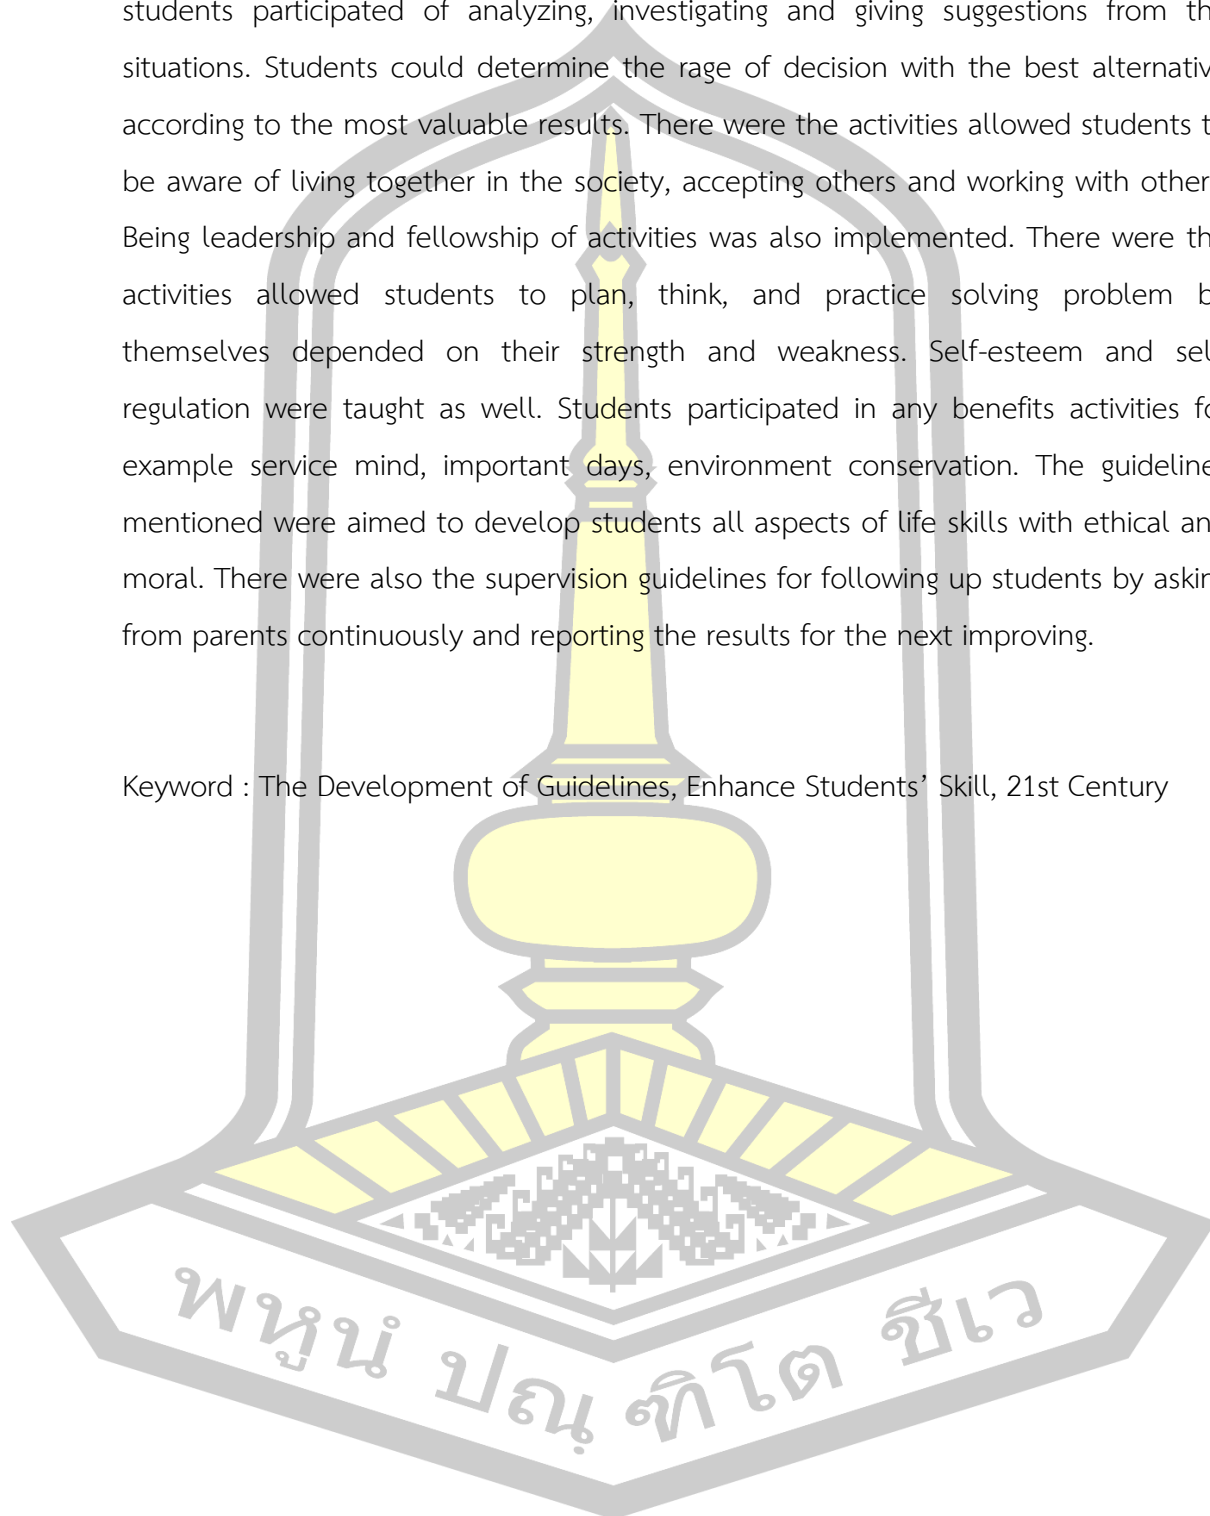 students participated of analyzing, investigating and giving suggestions from th
situations. Students could determine the rage of decision with the best alternativ
according to the most valuable results. There were the activities allowed students t
be aware of living together in the society, accepting others and working with other
Being leadership and fellowship of activities was also implemented. There were th
activities allowed students to plan, think, and practice solving problem b
themselves depended on their strength and weakness. Self-esteem and sel
regulation were taught as well. Students participated in any benefits activities fo
example service mind, important days, environment conservation. The guideline
mentioned were aimed to develop students all aspects of life skills with ethical an
moral. There were also the supervision guidelines for following up students by askin
from parents continuously and reporting the results for the next improving.
Keyword : The Development of Guidelines, Enhance Students’ Skill, 21st Century
พหูนํ ปณฺฑิโต ชีเว